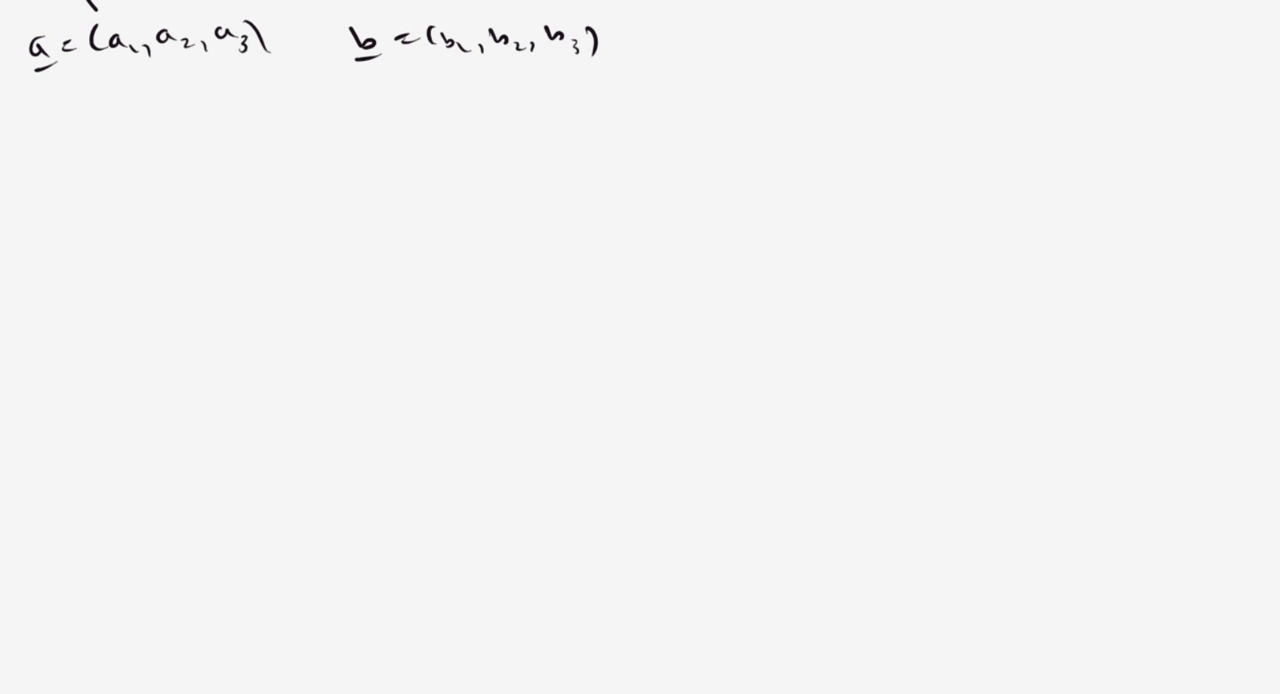 a = (a₁, a₂, a₃) b = (b₁, b₂, b₃)